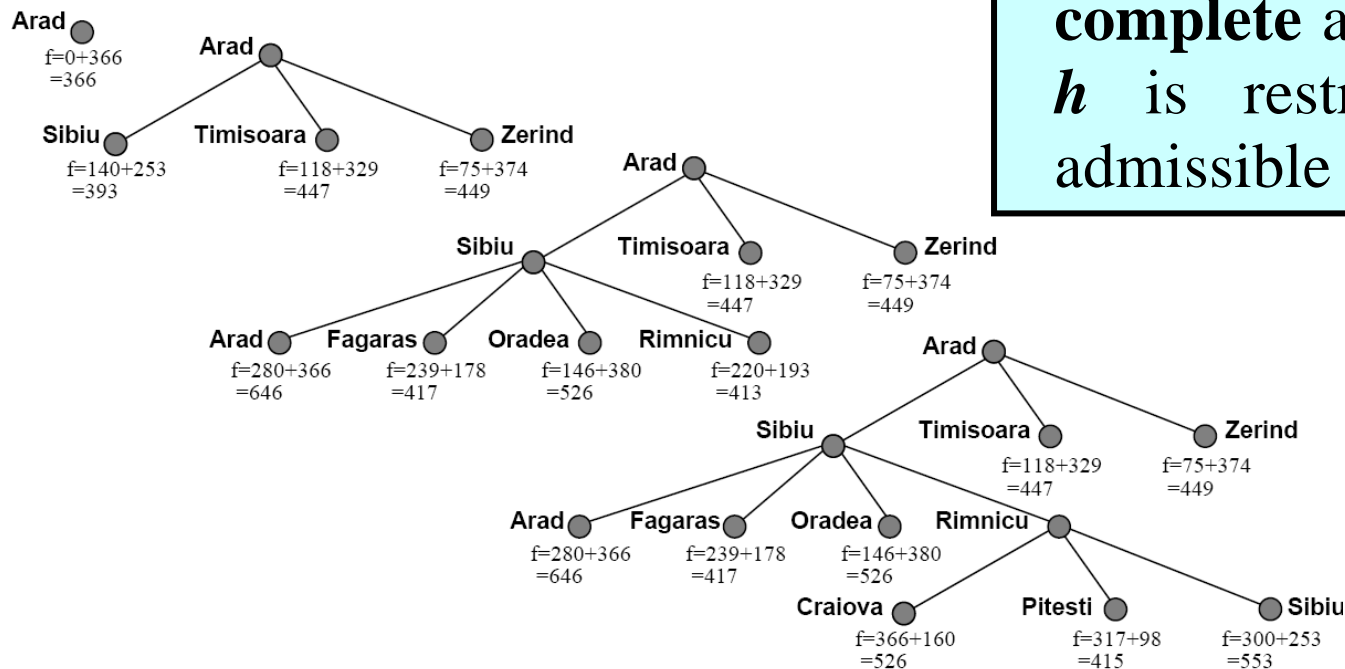 complete a
h is restr
admissible
Arad
f=0+366
=366
Arad
Sibiu Timisoara Zerind
f=140+253 f=118+329 f=75+374
=393 =447 =449
Arad
Sibiu Timisoara Zerind
f=118+329 f=75+374
=447 =449
Arad Fagaras Oradea Rimnicu
f=280+366 f=239+178 f=146+380 f=220+193
=646 =417 =526 =413
Arad
Sibiu Timisoara Zerind
f=118+329 f=75+374
=447 =449
Arad Fagaras Oradea Rimnicu
f=280+366 f=239+178 f=146+380
=646 =417 =526
Craiova Pitesti Sibiu
f=366+160 f=317+98 f=300+253
=526 =415 =553